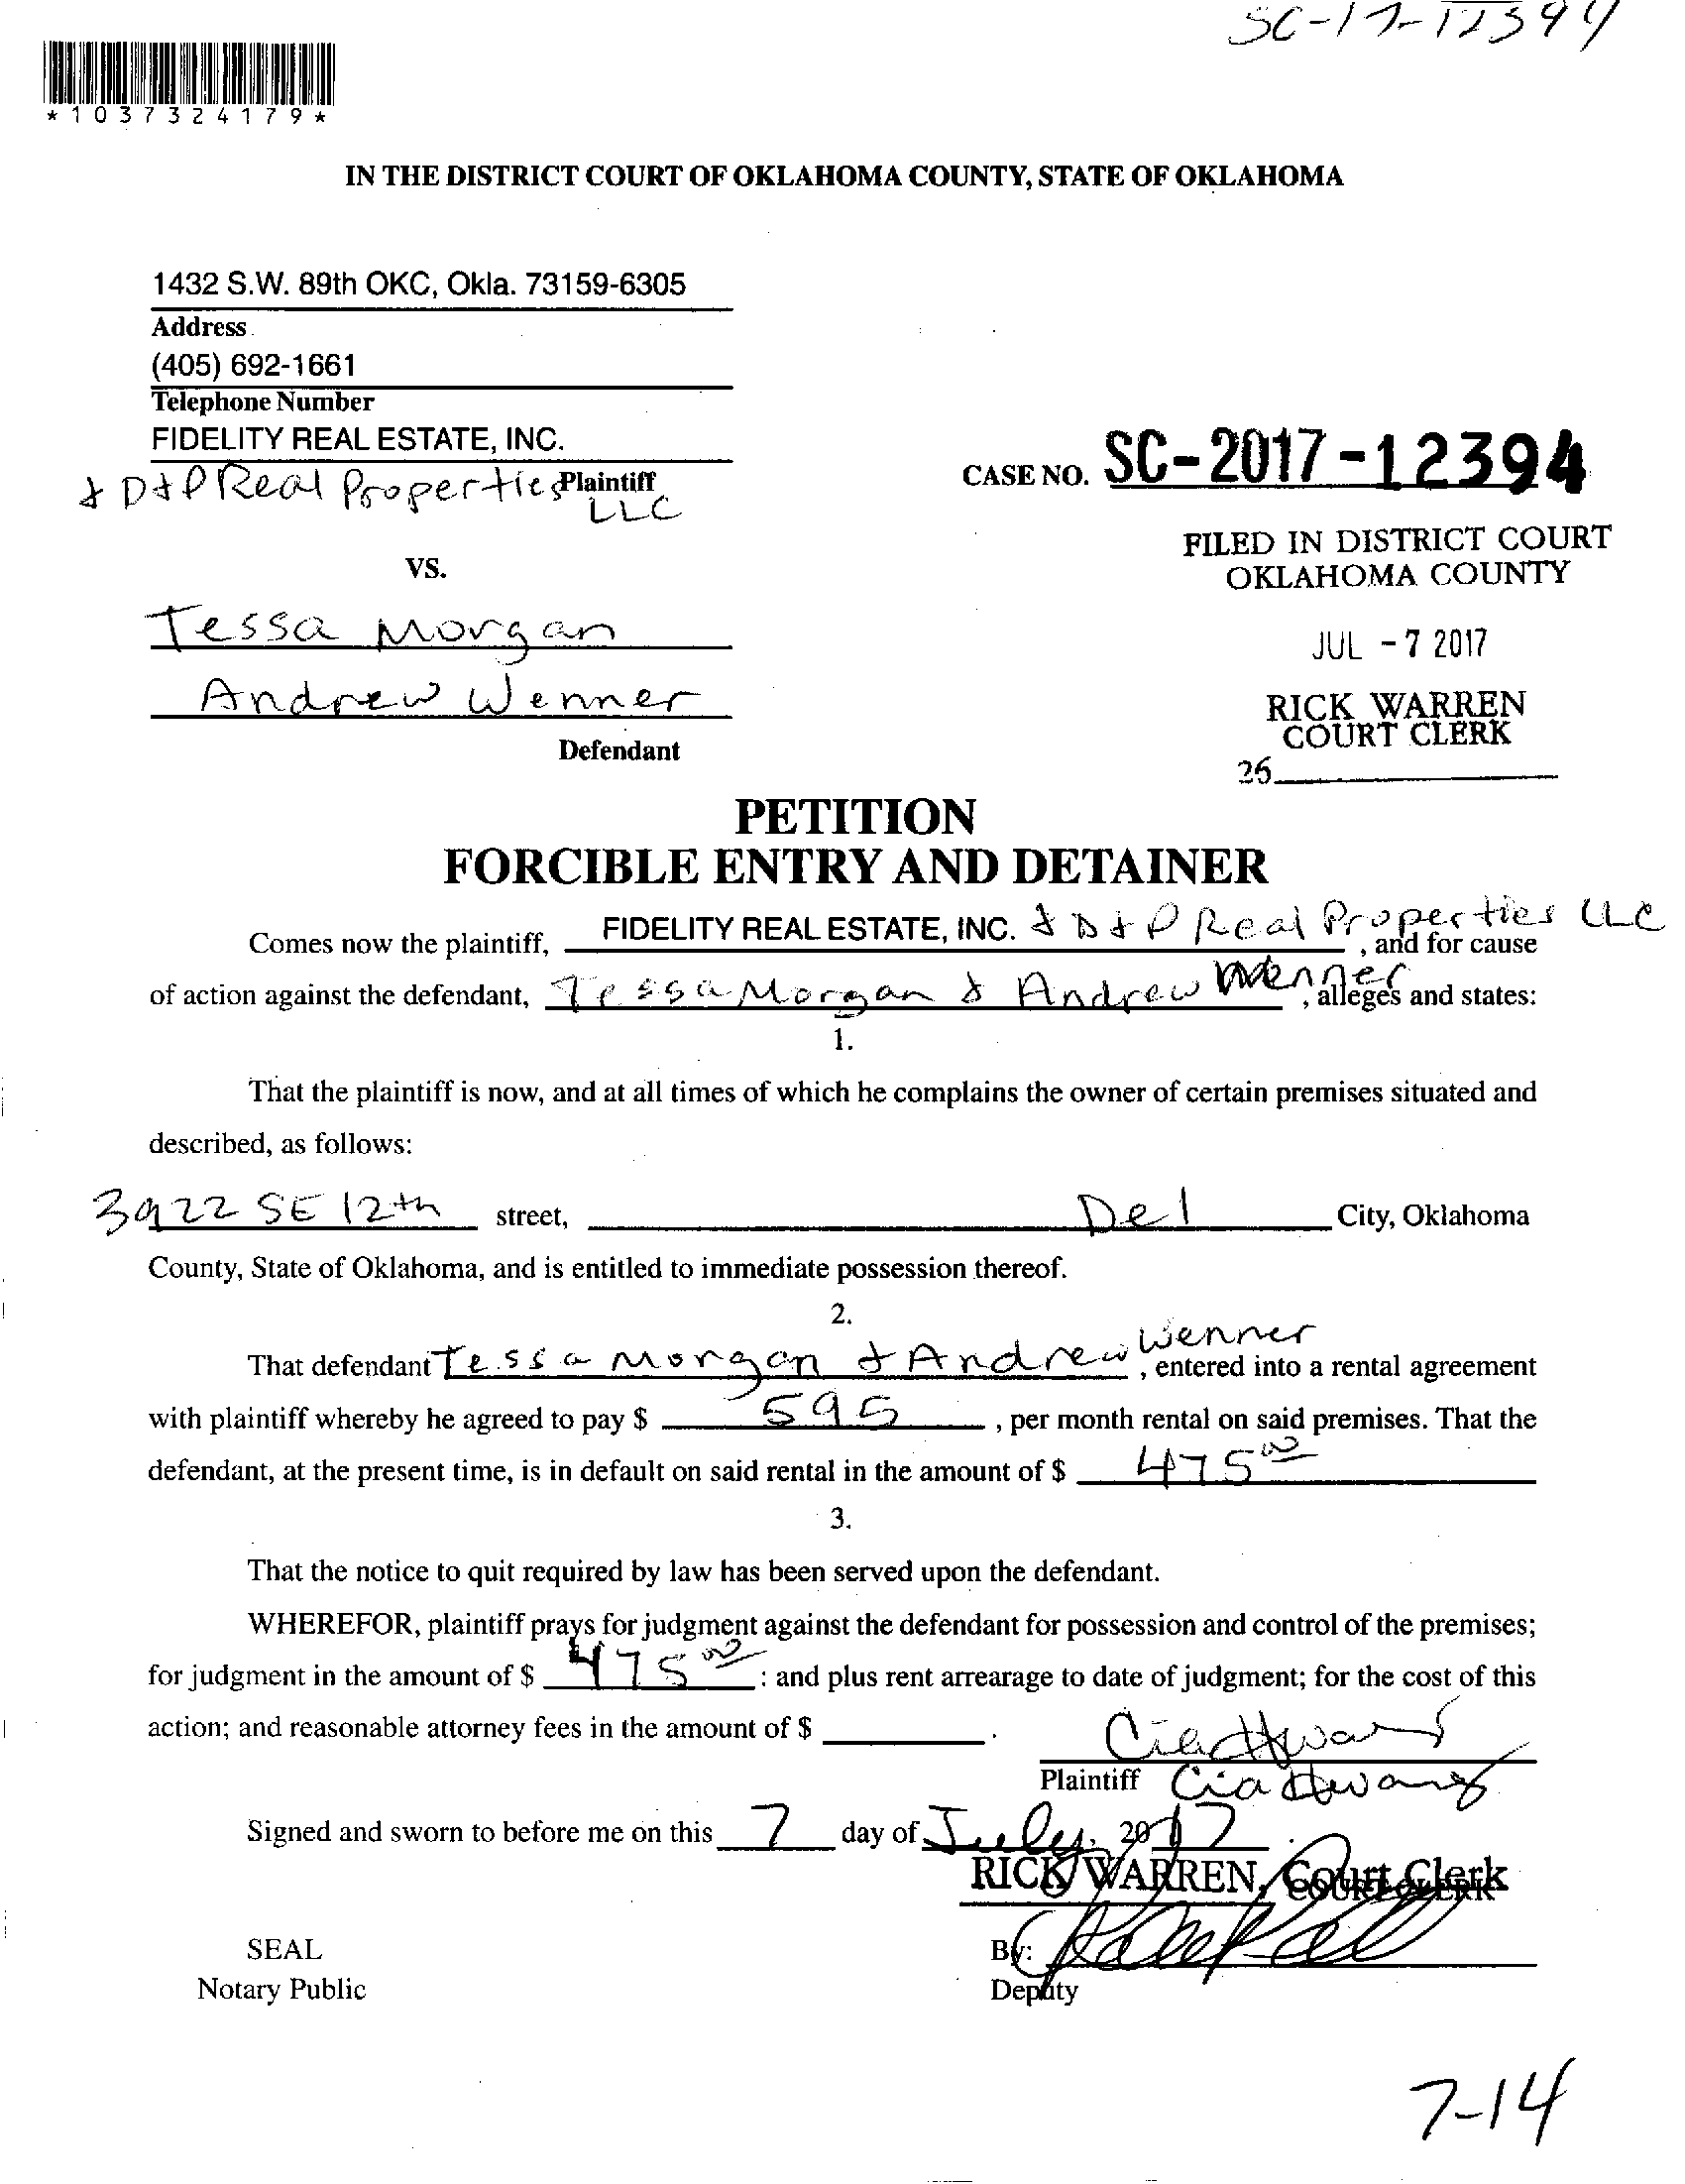 SC-17-12394
*1037324179*
IN THE DISTRICT COURT OF OKLAHOMA COUNTY, STATE OF OKLAHOMA
1432 S.W. 89th OKC, Okla. 73159-6305
Address
(405) 692-1661
Telephone Number
FIDELITY REAL ESTATE, INC.
& D+P Real Properties LLC Plaintiff
CASE NO. SC-2017-12394
FILED IN DISTRICT COURT
OKLAHOMA COUNTY
VS.
Tessa Morgan
JUL -7 2017
Andrew Wenner
RICK WARREN
COURT CLERK
Defendant
26
PETITION
FORCIBLE ENTRY AND DETAINER
Comes now the plaintiff, FIDELITY REAL ESTATE, INC. & D+P Real Properties LLC, and for cause
of action against the defendant, Tessa Morgan & Andrew Wenner, alleges and states:
1.
That the plaintiff is now, and at all times of which he complains the owner of certain premises situated and
described, as follows:
3922 SE 12th street, Del City, Oklahoma
County, State of Oklahoma, and is entitled to immediate possession thereof.
2.
That defendant Tessa Morgan & Andrew Wenner, entered into a rental agreement
with plaintiff whereby he agreed to pay $ 595, per month rental on said premises. That the
defendant, at the present time, is in default on said rental in the amount of $ 475 00
3.
That the notice to quit required by law has been served upon the defendant.
WHEREFOR, plaintiff prays for judgment against the defendant for possession and control of the premises;
for judgment in the amount of $ 475 00 : and plus rent arrearage to date of judgment; for the cost of this
action; and reasonable attorney fees in the amount of $ .
Cia Hwang
Plaintiff Cia Hwang
Signed and sworn to before me on this 7 day of July, 2017
RICK WARREN, Court Clerk
COURT CLERK
SEAL
By:
Notary Public
Deputy
7-14